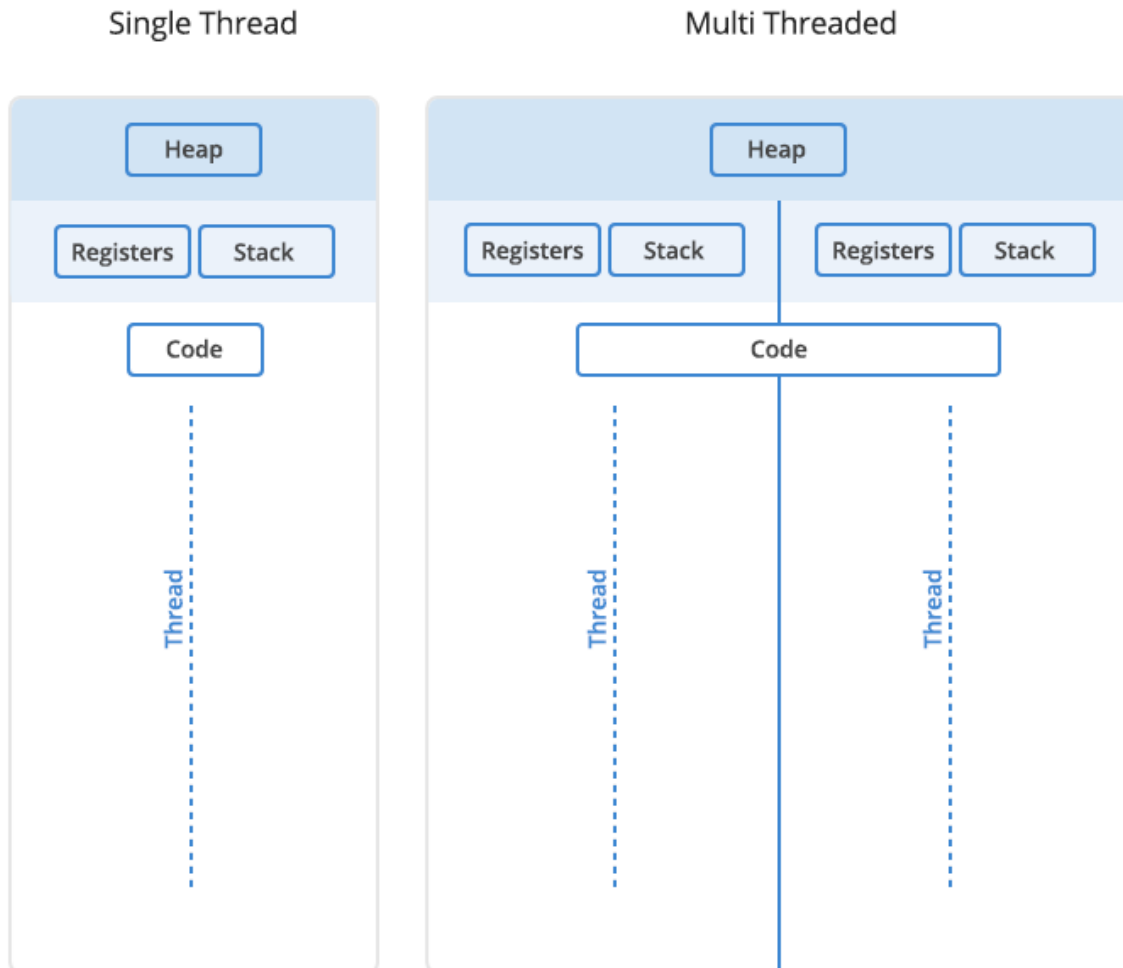 Single Thread
Multi Threaded
Heap
Heap
Registers
Stack
Registers
Stack
Registers
Stack
Code
Code
Thread
Thread
Thread